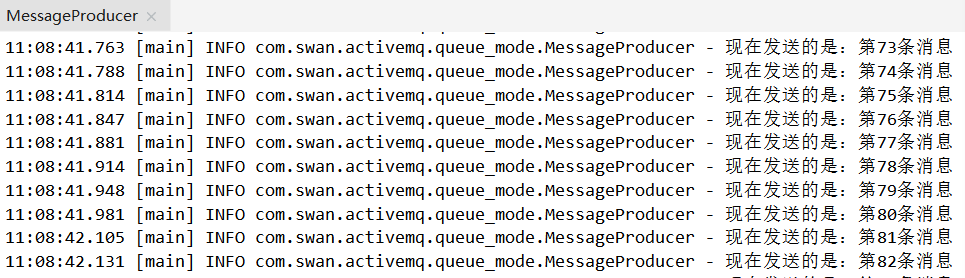 MessageProducer ×
11:08:41.763 [main] INFO com.swan.activemq.queue_mode.MessageProducer - 现在发送的是：第73条消息
11:08:41.788 [main] INFO com.swan.activemq.queue_mode.MessageProducer - 现在发送的是：第74条消息
11:08:41.814 [main] INFO com.swan.activemq.queue_mode.MessageProducer - 现在发送的是：第75条消息
11:08:41.847 [main] INFO com.swan.activemq.queue_mode.MessageProducer - 现在发送的是：第76条消息
11:08:41.881 [main] INFO com.swan.activemq.queue_mode.MessageProducer - 现在发送的是：第77条消息
11:08:41.914 [main] INFO com.swan.activemq.queue_mode.MessageProducer - 现在发送的是：第78条消息
11:08:41.948 [main] INFO com.swan.activemq.queue_mode.MessageProducer - 现在发送的是：第79条消息
11:08:41.981 [main] INFO com.swan.activemq.queue_mode.MessageProducer - 现在发送的是：第80条消息
11:08:42.105 [main] INFO com.swan.activemq.queue_mode.MessageProducer - 现在发送的是：第81条消息
11:08:42.131 [main] INFO com.swan.activemq.queue_mode.MessageProducer - 现在发送的是：第82条消息